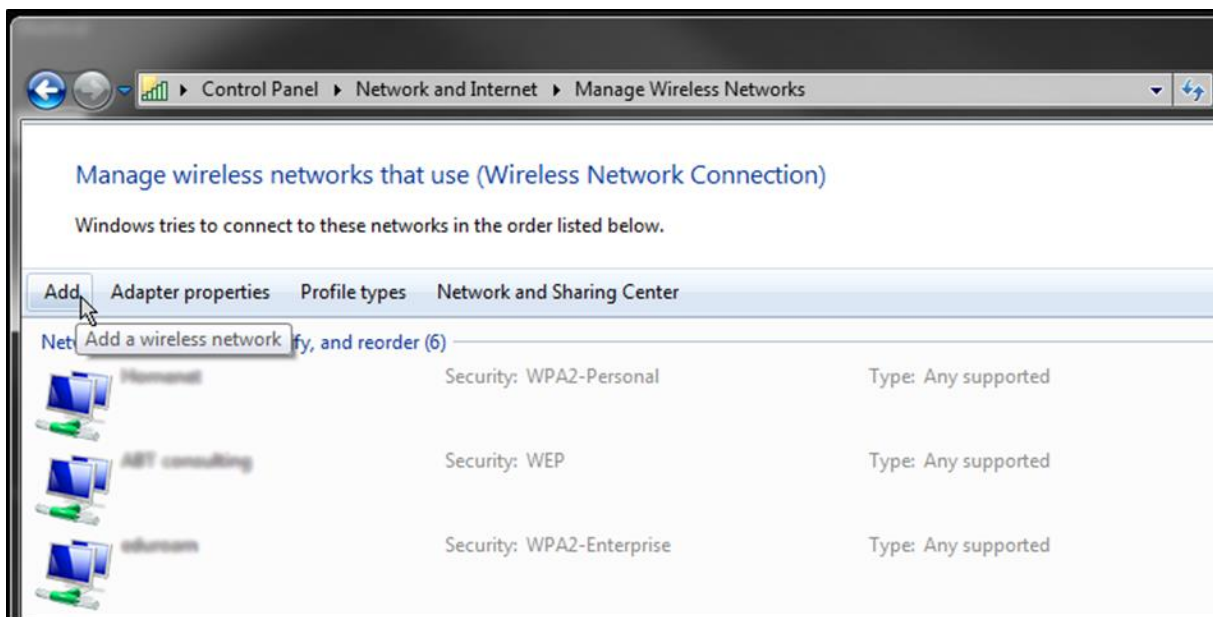 Control Panel ▸ Network and Internet ▸ Manage Wireless Networks
Manage wireless networks that use (Wireless Network Connection)
Windows tries to connect to these networks in the order listed below.
Add Adapter properties Profile types Network and Sharing Center
Add a wireless network
fy, and reorder (6)
Security: WPA2-Personal Type: Any supported
Security: WEP Type: Any supported
Security: WPA2-Enterprise Type: Any supported